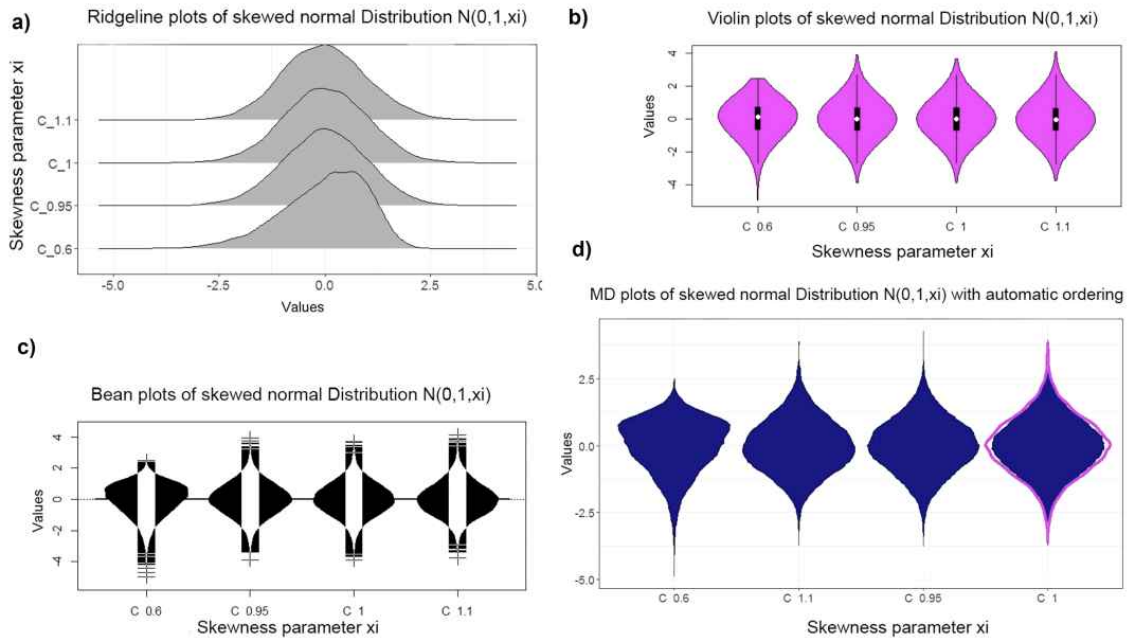 a)
Ridgeline plots of skewed normal Distribution N(0,1,xi)
Skewness parameter xi
C_1.1
C_1
C_0.95
C_0.6
-5.0 -2.5 0.0 2.5 5.0
Values
b)
Violin plots of skewed normal Distribution N(0,1,xi)
Values
4
2
0
-2
-4
C 0.6 C 0.95 C 1 C 1.1
Skewness parameter xi
c)
Bean plots of skewed normal Distribution N(0,1,xi)
Values
4
2
0
-2
-4
C 0.6 C 0.95 C 1 C 1.1
Skewness parameter xi
d)
MD plots of skewed normal Distribution N(0,1,xi) with automatic ordering
Values
2.5
0.0
-2.5
-5.0
C 0.6 C 1.1 C 0.95 C 1
Skewness parameter xi